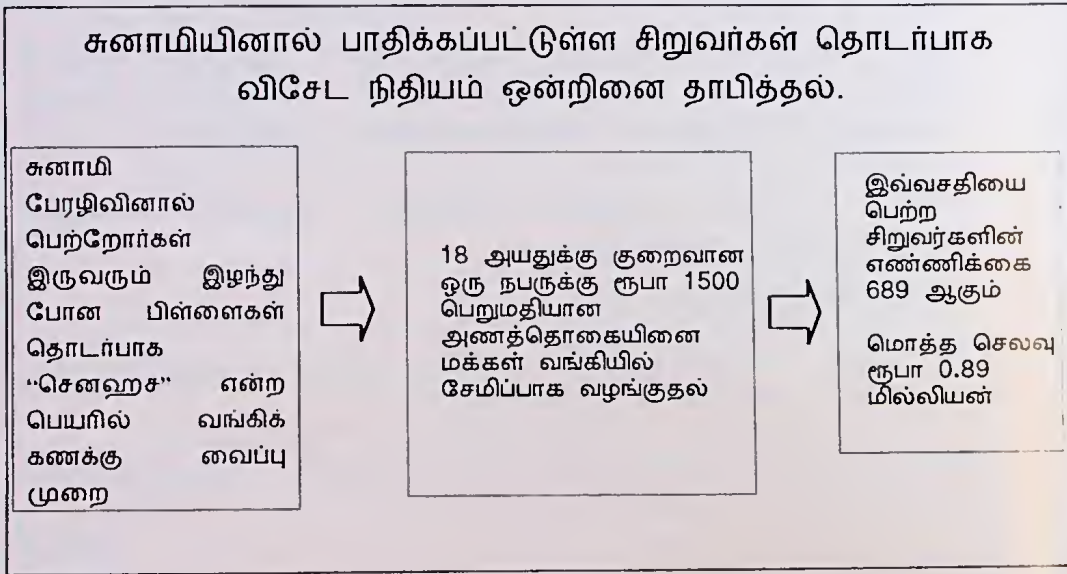 சுனாமியினால் பாதிக்கப்பட்டுள்ள சிறுவர்கள் தொடர்பாக
விசேட நிதியம் ஒன்றினை தாபித்தல்.
சுனாமி
பேரழிவினால்
பெற்றோர்கள்
இருவரும் இழந்து
போன பிள்ளைகள்
தொடர்பாக
“செனஹச” என்ற
பெயரில் வங்கிக்
கணக்கு வைப்பு
முறை
18 அயதுக்கு குறைவான
ஒரு நபருக்கு ரூபா 1500
பெறுமதியான
அணத்தொகையினை
மக்கள் வங்கியில்
சேமிப்பாக வழங்குதல்
இவ்வசதியை
பெற்ற
சிறுவர்களின்
எண்ணிக்கை
689 ஆகும்
மொத்த செலவு
ரூபா 0.89
மில்லியன்